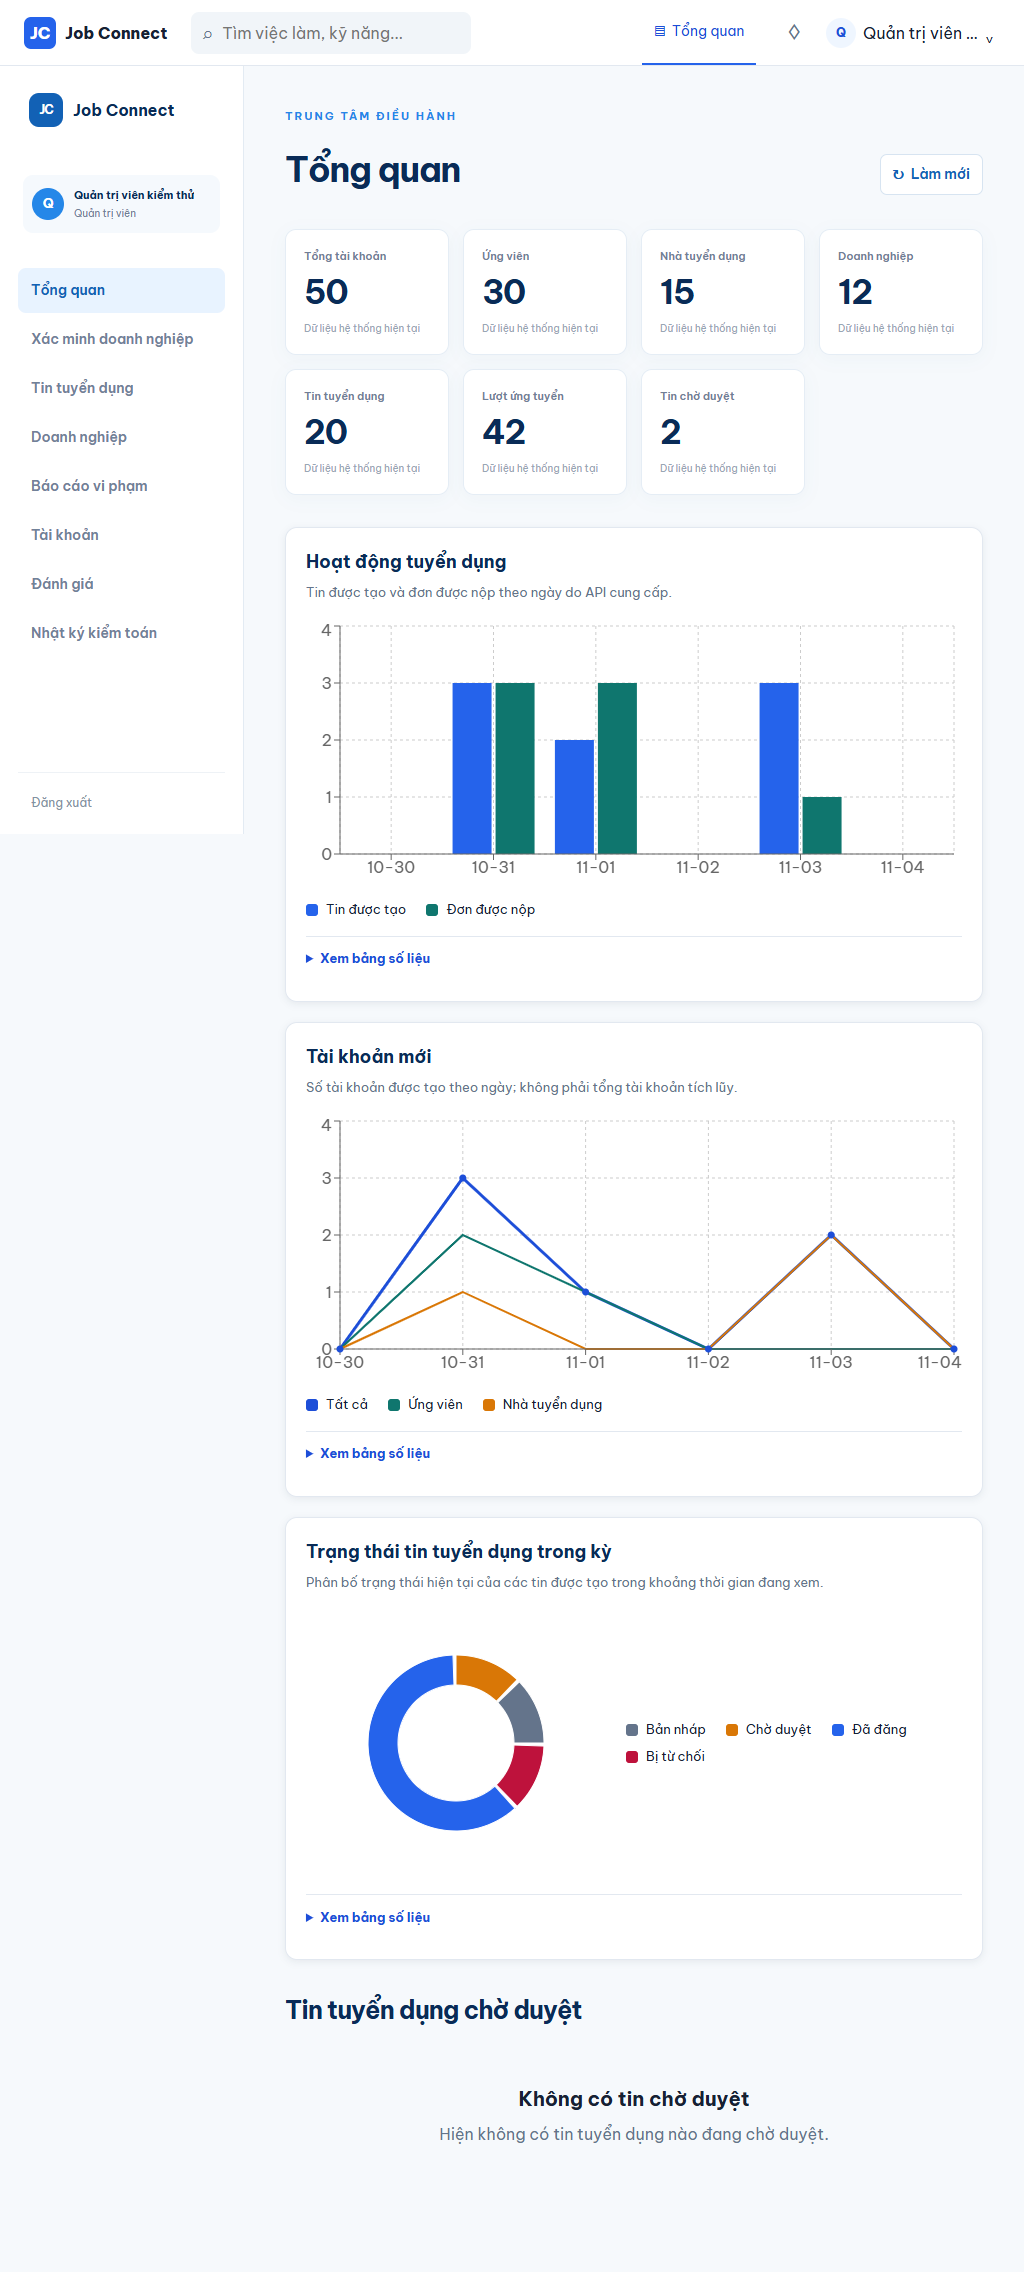 JC Job Connect
Tìm việc làm, kỹ năng...
Tổng quan
Q Quản trị viên ...
JC Job Connect
Q Quản trị viên kiểm thử
Quản trị viên
Tổng quan
Xác minh doanh nghiệp
Tin tuyển dụng
Doanh nghiệp
Báo cáo vi phạm
Tài khoản
Đánh giá
Nhật ký kiểm toán
Đăng xuất
TRUNG TÂM ĐIỀU HÀNH
Tổng quan
↻ Làm mới
Tổng tài khoản
50
Dữ liệu hệ thống hiện tại
Ứng viên
30
Dữ liệu hệ thống hiện tại
Nhà tuyển dụng
15
Dữ liệu hệ thống hiện tại
Doanh nghiệp
12
Dữ liệu hệ thống hiện tại
Tin tuyển dụng
20
Dữ liệu hệ thống hiện tại
Lượt ứng tuyển
42
Dữ liệu hệ thống hiện tại
Tin chờ duyệt
2
Dữ liệu hệ thống hiện tại
Hoạt động tuyển dụng
Tin được tạo và đơn được nộp theo ngày do API cung cấp.
4
3
2
1
0
10-30 10-31 11-01 11-02 11-03 11-04
Tin được tạo Đơn được nộp
Xem bảng số liệu
Tài khoản mới
Số tài khoản được tạo theo ngày; không phải tổng tài khoản tích lũy.
4
3
2
1
0
10-30 10-31 11-01 11-02 11-03 11-04
Tất cả Ứng viên Nhà tuyển dụng
Xem bảng số liệu
Trạng thái tin tuyển dụng trong kỳ
Phân bố trạng thái hiện tại của các tin được tạo trong khoảng thời gian đang xem.
Bản nháp Chờ duyệt Đã đăng
Bị từ chối
Xem bảng số liệu
Tin tuyển dụng chờ duyệt
Không có tin chờ duyệt
Hiện không có tin tuyển dụng nào đang chờ duyệt.